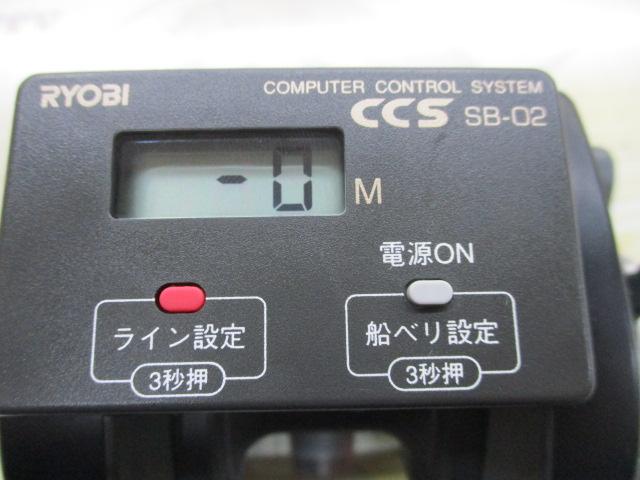 RYOBI
COMPUTER CONTROL SYSTEM
CCS SB-02
-0 M
電源ON
ライン設定
3秒押
船べリ設定
3秒押